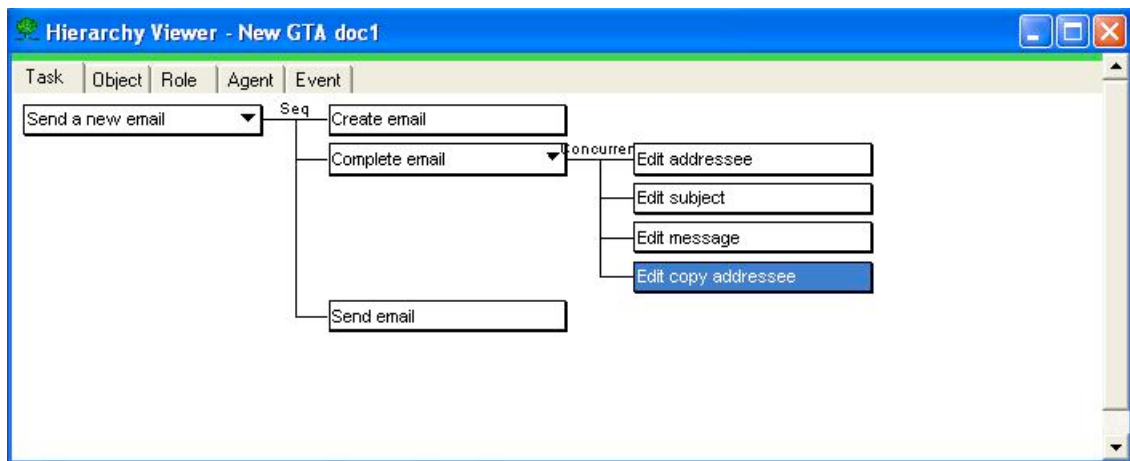 Hierarchy Viewer - New GTA doc1
Task Object Role Agent Event
Send a new email Seq Create email
Complete email Concurren Edit addressee
Edit subject
Edit message
Edit copy addressee
Send email